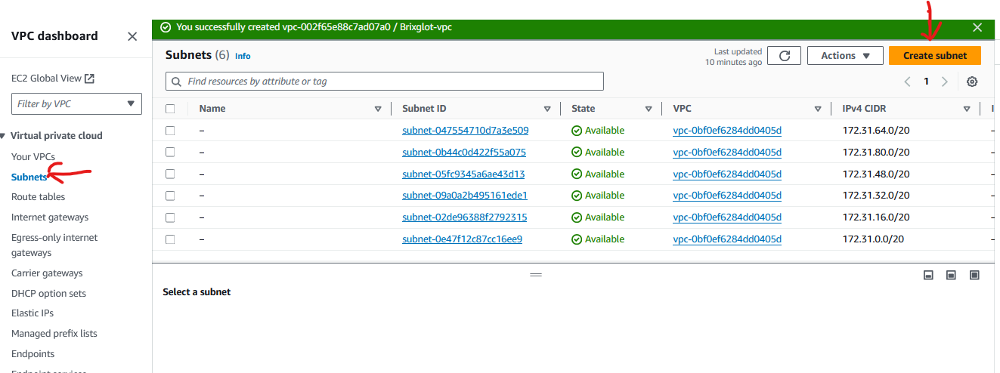 VPC dashboard
EC2 Global View
Filter by VPC
Virtual private cloud
Your VPCs
Subnets
Route tables
Internet gateways
Egress-only internet
gateways
Carrier gateways
DHCP option sets
Elastic IPs
Managed prefix lists
Endpoints
You successfully created vpc-002f65e88c7ad07a0 / Brixglot-vpc
Subnets (6) Info
Last updated
10 minutes ago
Actions
Create subnet
Find resources by attribute or tag
1
Name Subnet ID State VPC IPv4 CIDR
– subnet-047554710d7a3e509 Available vpc-0bf0ef6284dd0405d 172.31.64.0/20 –
– subnet-0b44c0d422f55a075 Available vpc-0bf0ef6284dd0405d 172.31.80.0/20 –
– subnet-05fc9345a6ae43d13 Available vpc-0bf0ef6284dd0405d 172.31.48.0/20 –
– subnet-09a0a2b495161ede1 Available vpc-0bf0ef6284dd0405d 172.31.32.0/20 –
– subnet-02de96388f2792315 Available vpc-0bf0ef6284dd0405d 172.31.16.0/20 –
– subnet-0e47f12c87cc16ee9 Available vpc-0bf0ef6284dd0405d 172.31.0.0/20 –
Select a subnet